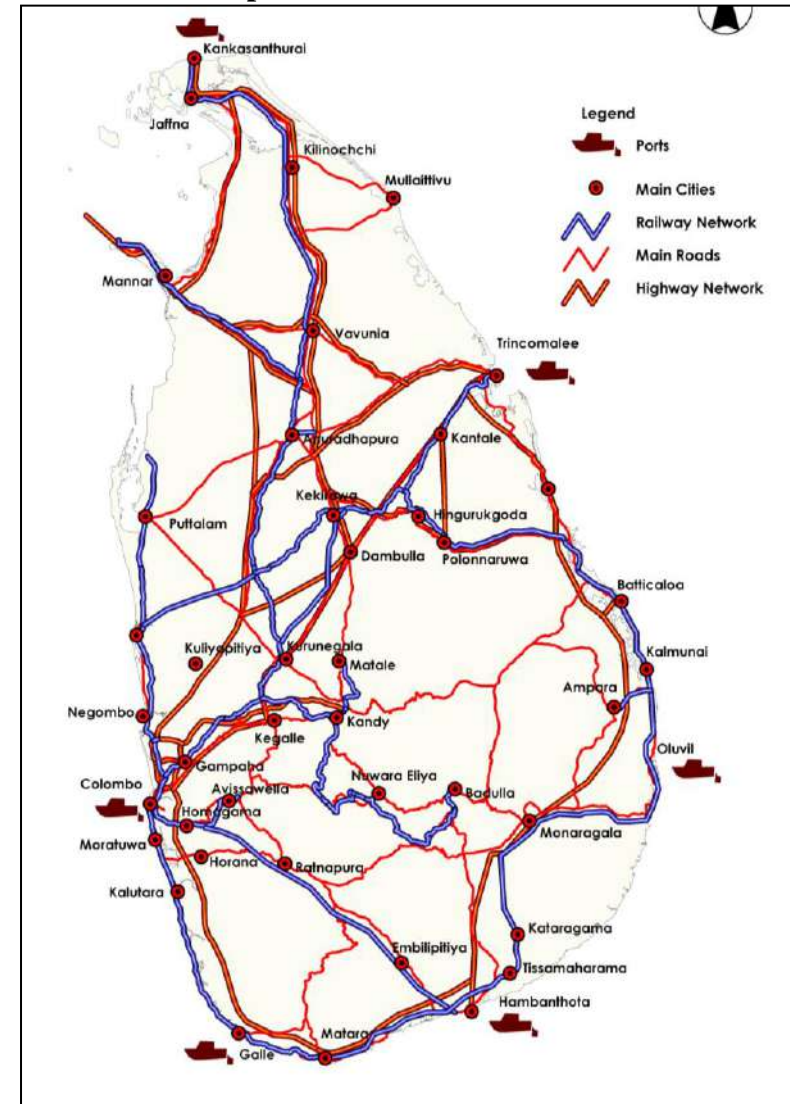 Kankasanthurai
Jaffna
Legend
Ports
Kilinochchi
Mullaittivu
Main Cities
Railway Network
Main Roads
Mannar
Highway Network
Vavunia
Trincomalee
Anuradhapura
Kantale
Kekirawa
Puttalam
Hingurukgoda
Dambulla
Polonnaruwa
Batticaloa
Kuliyapitiya
Kurunegala
Matale
Kalmunai
Ampara
Negombo
Kegalle
Kandy
Oluvil
Gampaha
Nuwara Eliya
Badulla
Colombo
Avissawella
Homagama
Monaragala
Moratuwa
Horana
Ratnapura
Kalutara
Kataragama
Embilipitiya
Tissamaharama
Hambanthota
Matara
Galle